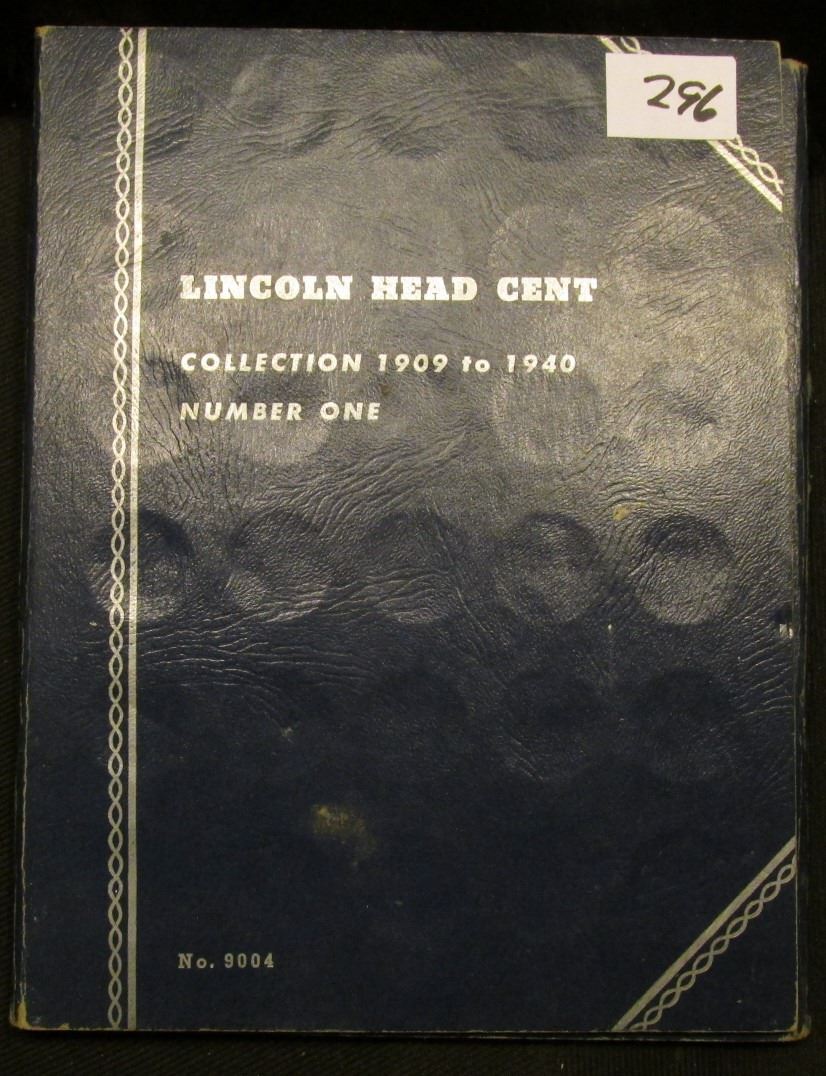 296
LINCOLN HEAD CENT
COLLECTION 1909 to 1940
NUMBER ONE
No. 9004